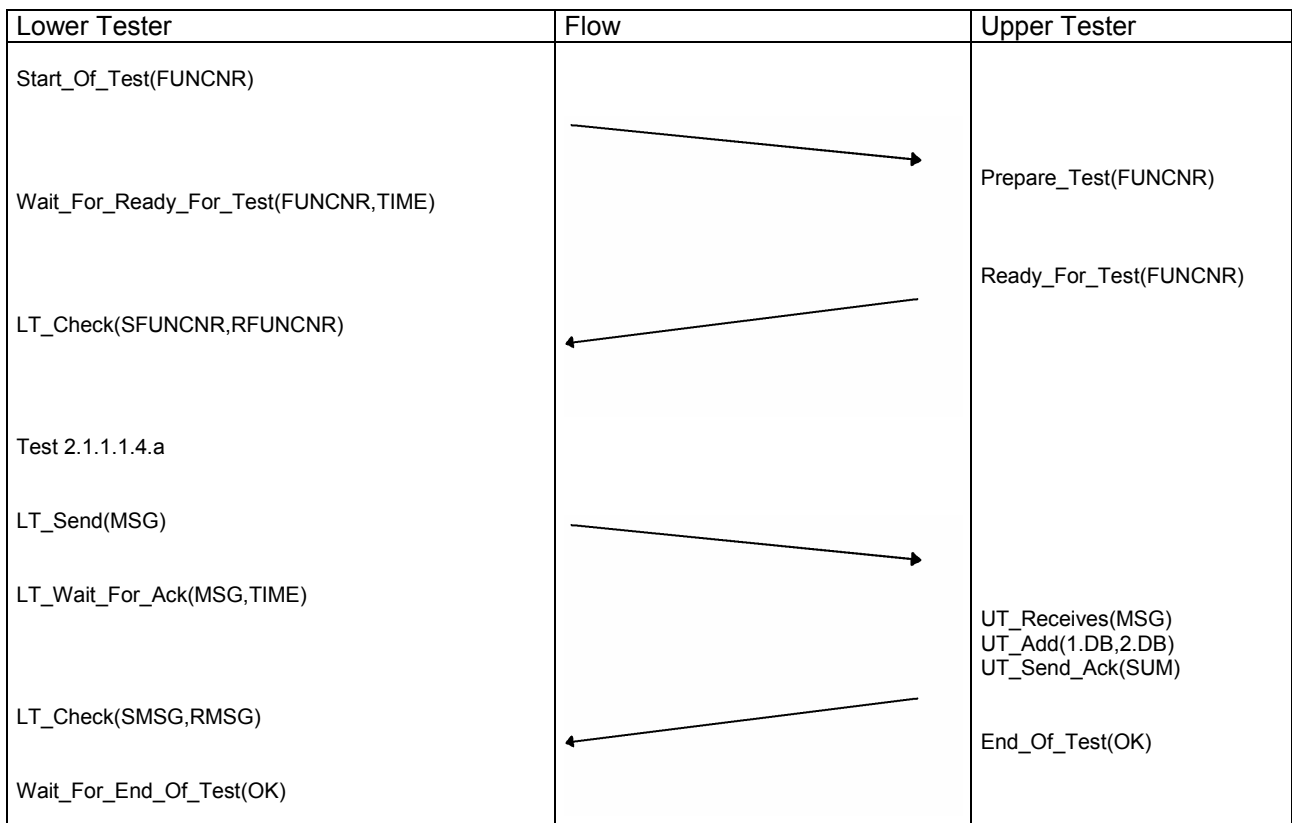 Lower Tester
Flow
Upper Tester
Start_Of_Test(FUNCNR)
Prepare_Test(FUNCNR)
Wait_For_Ready_For_Test(FUNCNR,TIME)
Ready_For_Test(FUNCNR)
LT_Check(SFUNCNR,RFUNCNR)
Test 2.1.1.1.4.a
LT_Send(MSG)
LT_Wait_For_Ack(MSG,TIME)
UT_Receives(MSG)
UT_Add(1.DB,2.DB)
UT_Send_Ack(SUM)
LT_Check(SMSG,RMSG)
End_Of_Test(OK)
Wait_For_End_Of_Test(OK)